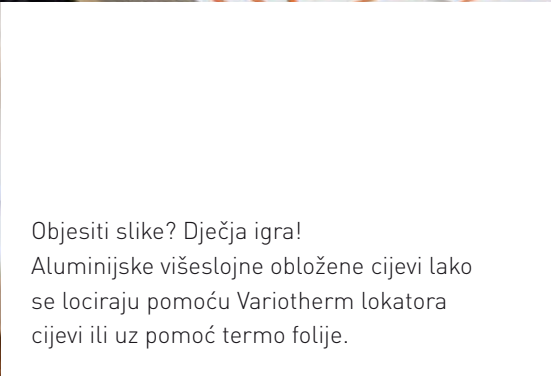 Objesiti slike? Dječja igra!
Aluminijske višeslojne obložene cijevi lako
se lociraju pomoću Variotherm lokatora
cijevi ili uz pomoć termo folije.